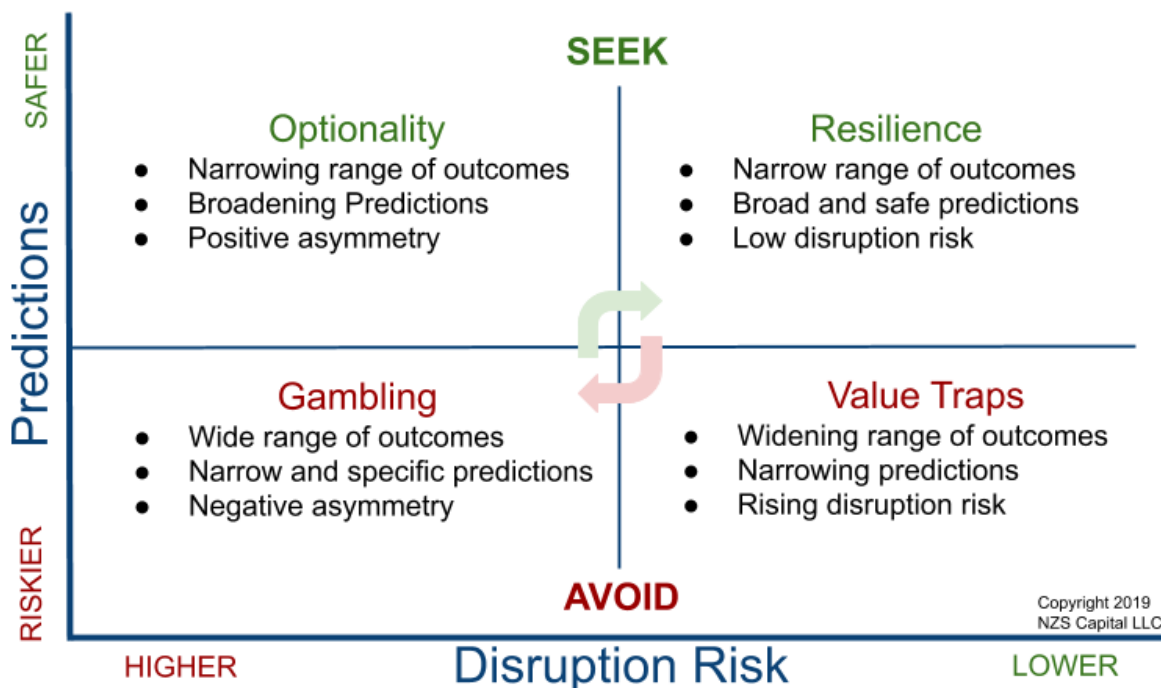 SEEK
SAFER
Optionality
● Narrowing range of outcomes
● Broadening Predictions
● Positive asymmetry
Resilience
● Narrow range of outcomes
● Broad and safe predictions
● Low disruption risk
Predictions
Gambling
● Wide range of outcomes
● Narrow and specific predictions
● Negative asymmetry
Value Traps
● Widening range of outcomes
● Narrowing predictions
● Rising disruption risk
RISKIER
AVOID
Copyright 2019
NZS Capital LLC
HIGHER
Disruption Risk
LOWER